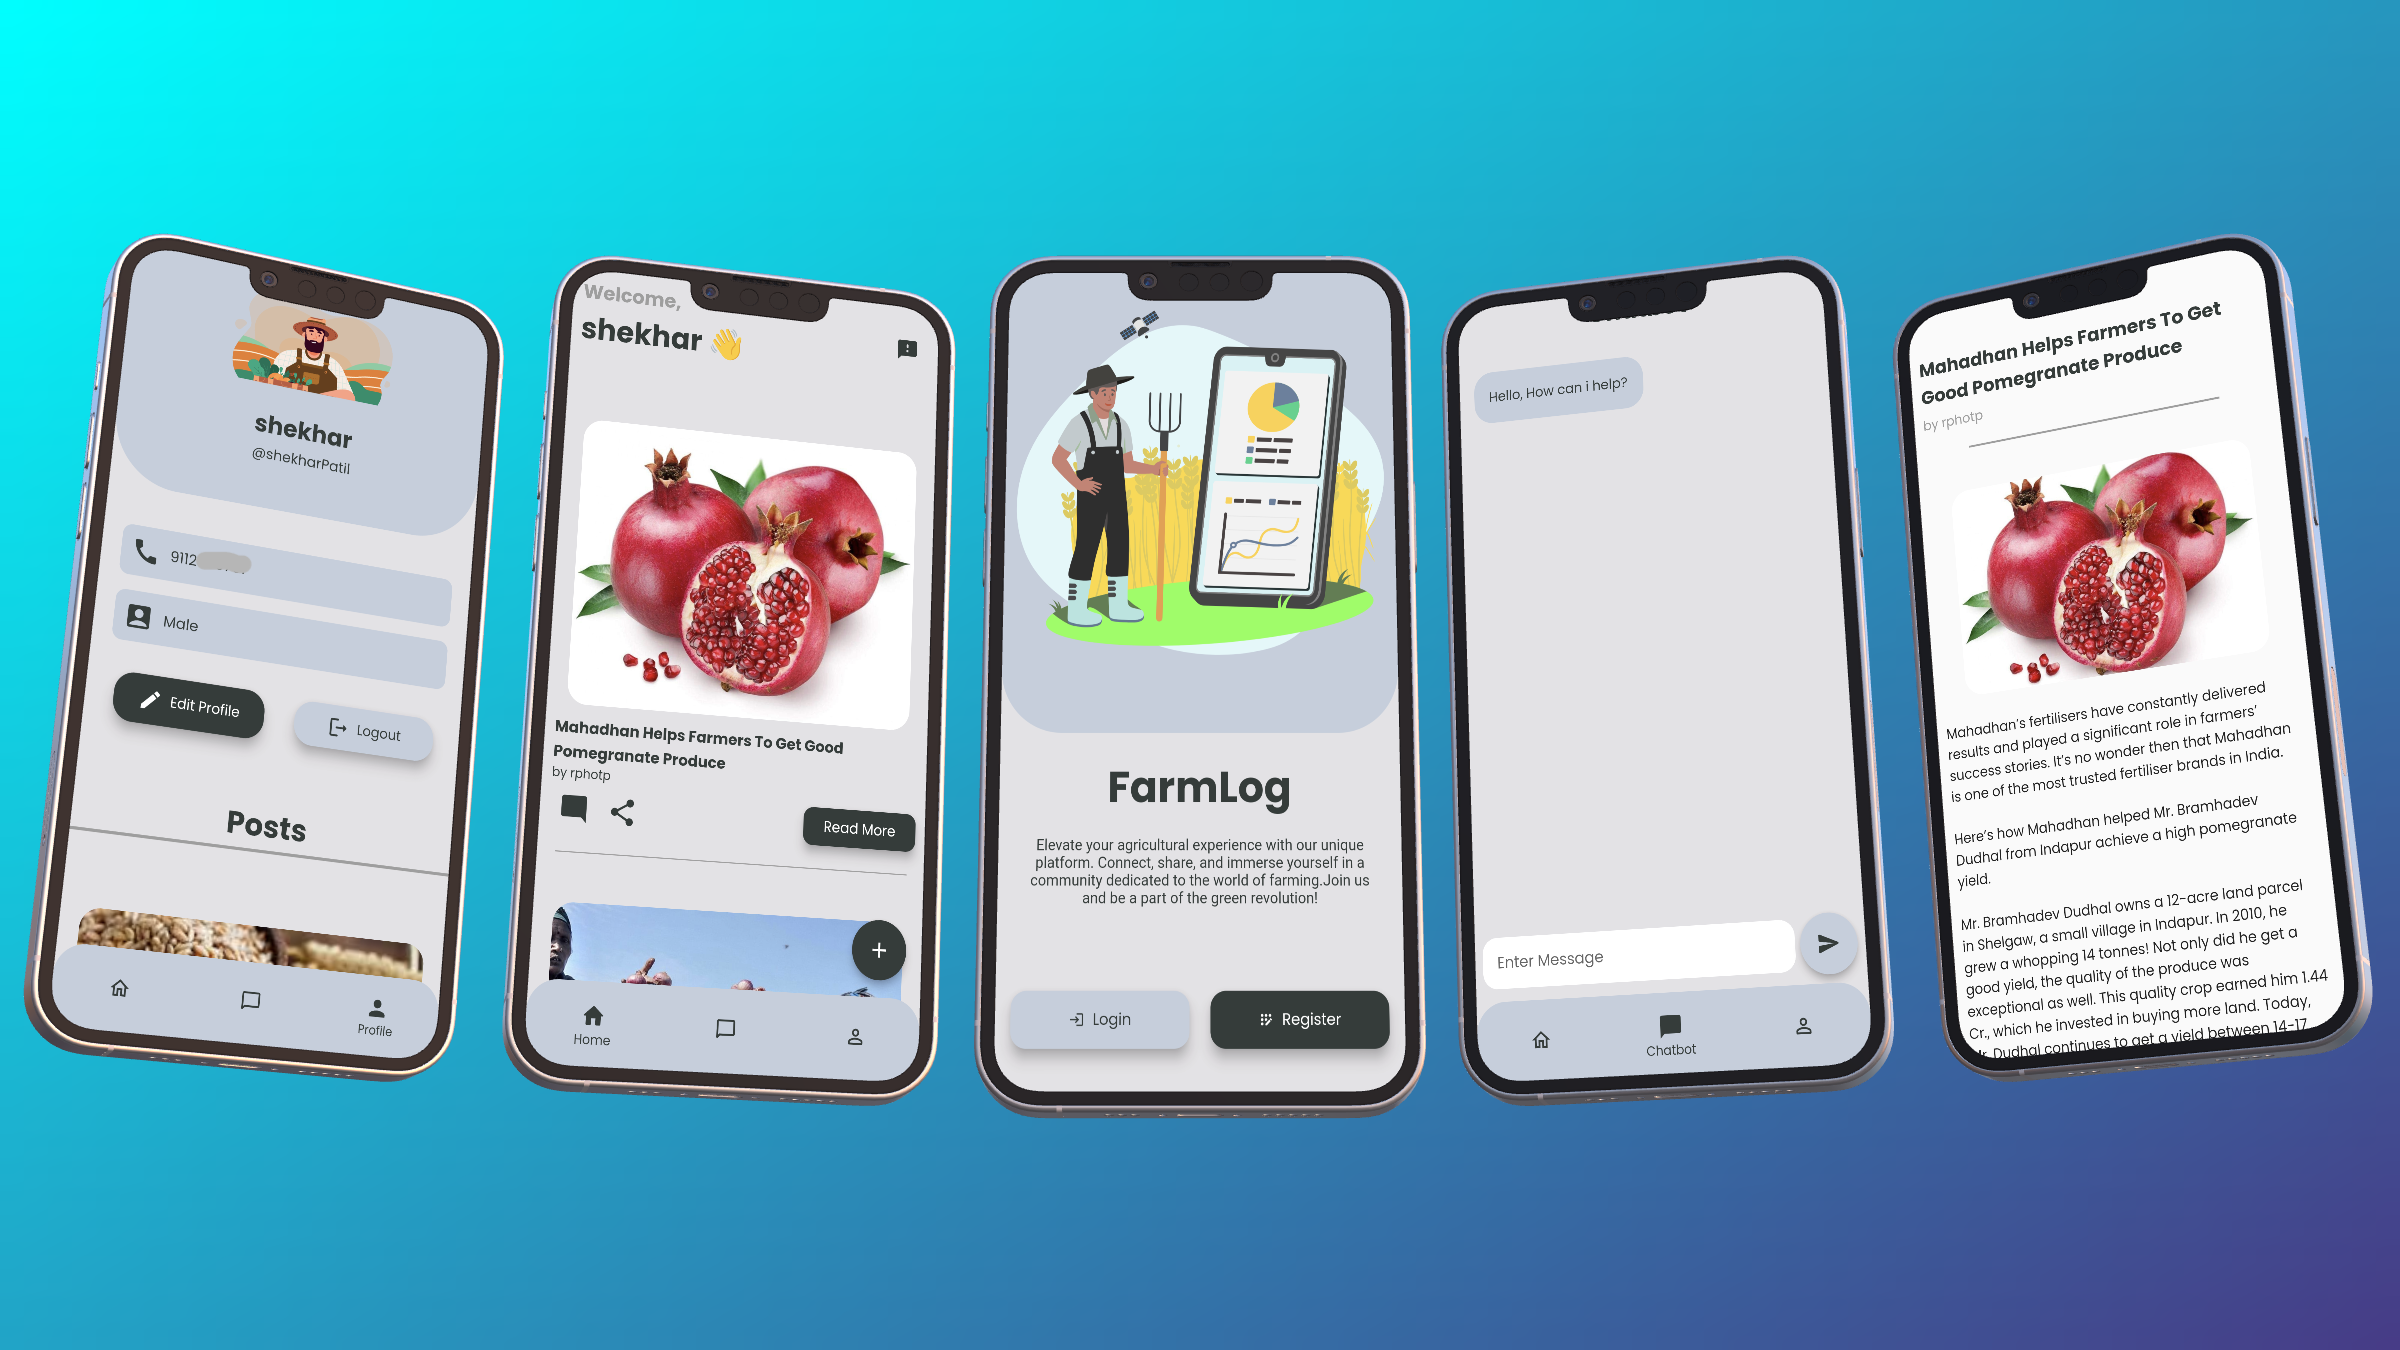 shekhar
@shekharPatil
9112
Male
Edit Profile
Logout
Posts
Profile
Welcome,
shekhar 👋
Mahadhan Helps Farmers To Get Good
Pomegranate Produce
by rphotp
Read More
+
Home
FarmLog
Elevate your agricultural experience with our unique
platform. Connect, share, and immerse yourself in a
community dedicated to the world of farming.Join us
and be a part of the green revolution!
Login
Register
Hello, How can i help?
Enter Message
Chatbot
Mahadhan Helps Farmers To Get
Good Pomegranate Produce
by rphotp
Mahadhan's fertilisers have constantly delivered
results and played a significant role in farmers'
success stories. It's no wonder then that Mahadhan
is one of the most trusted fertiliser brands in India.
Here's how Mahadhan helped Mr. Bramhadev
Dudhal from Indapur achieve a high pomegranate
yield.
Mr. Bramhadev Dudhal owns a 12-acre land parcel
in Shelgaw, a small village in Indapur. In 2010, he
grew a whopping 14 tonnes! Not only did he get a
good yield, the quality of the produce was
exceptional as well. This quality crop earned him 1.44
Cr., which he invested in buying more land. Today,
Mr. Dudhal continues to get a yield between 14-17